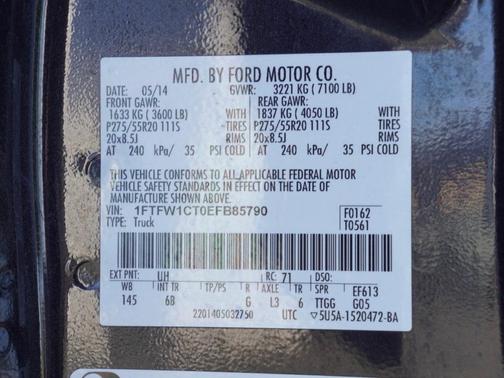 MFD. BY FORD MOTOR CO.
DATE: 05/14 GVWR: 3221 KG ( 7100 LB)
FRONT GAWR: REAR GAWR:
1633 KG ( 3600 LB) WITH 1837 KG ( 4050 LB) WITH
P275/55R20 111S TIRES P275/55R20 111S TIRES
20x8.5J RIMS 20x8.5J RIMS
AT 240 kPa/ 35 PSI COLD AT 240 kPa/ 35 PSI COLD
THIS VEHICLE CONFORMS TO ALL APPLICABLE FEDERAL MOTOR
VEHICLE SAFETY STANDARDS IN EFFECT ON THE DATE OF
MANUFACTURE SHOWN ABOVE.
VIN: 1FTFW1CT0EFB85790 F0162
TYPE: Truck T0561
EXT PNT: UH RC: 71 DSO:
WB INT TR TP/PS R AXLE TR SPR EF613
145 6B G L3 6 TTGG G05
2201405032750 UTC ▽5U5A-1520472-BA